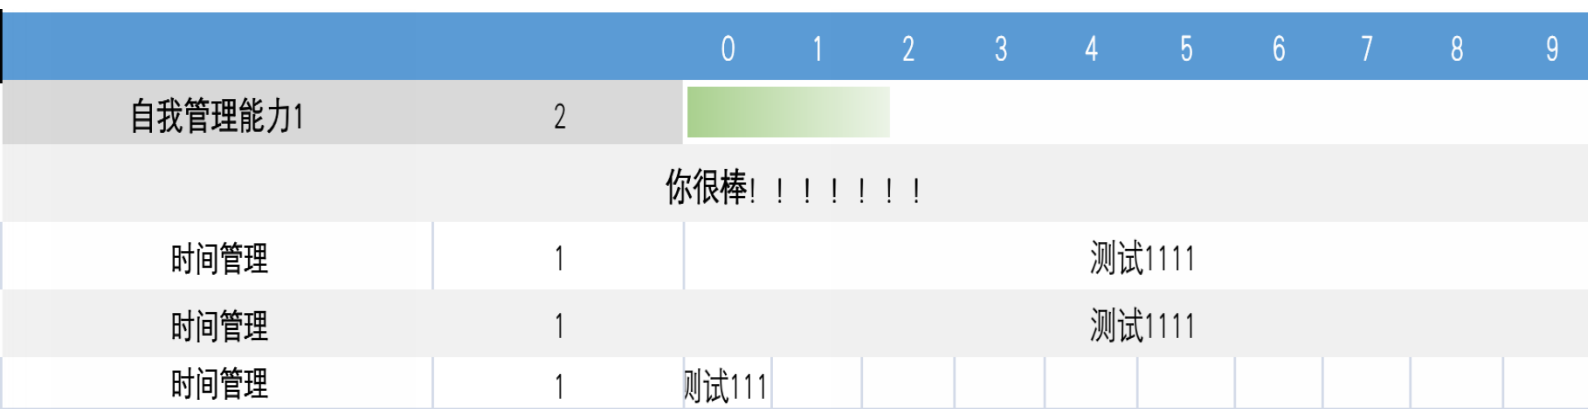 0 1 2 3 4 5 6 7 8 9
自我管理能力1 2
你很棒!！！！！！！
时间管理 1 测试1111
时间管理 1 测试1111
时间管理 1 测试111